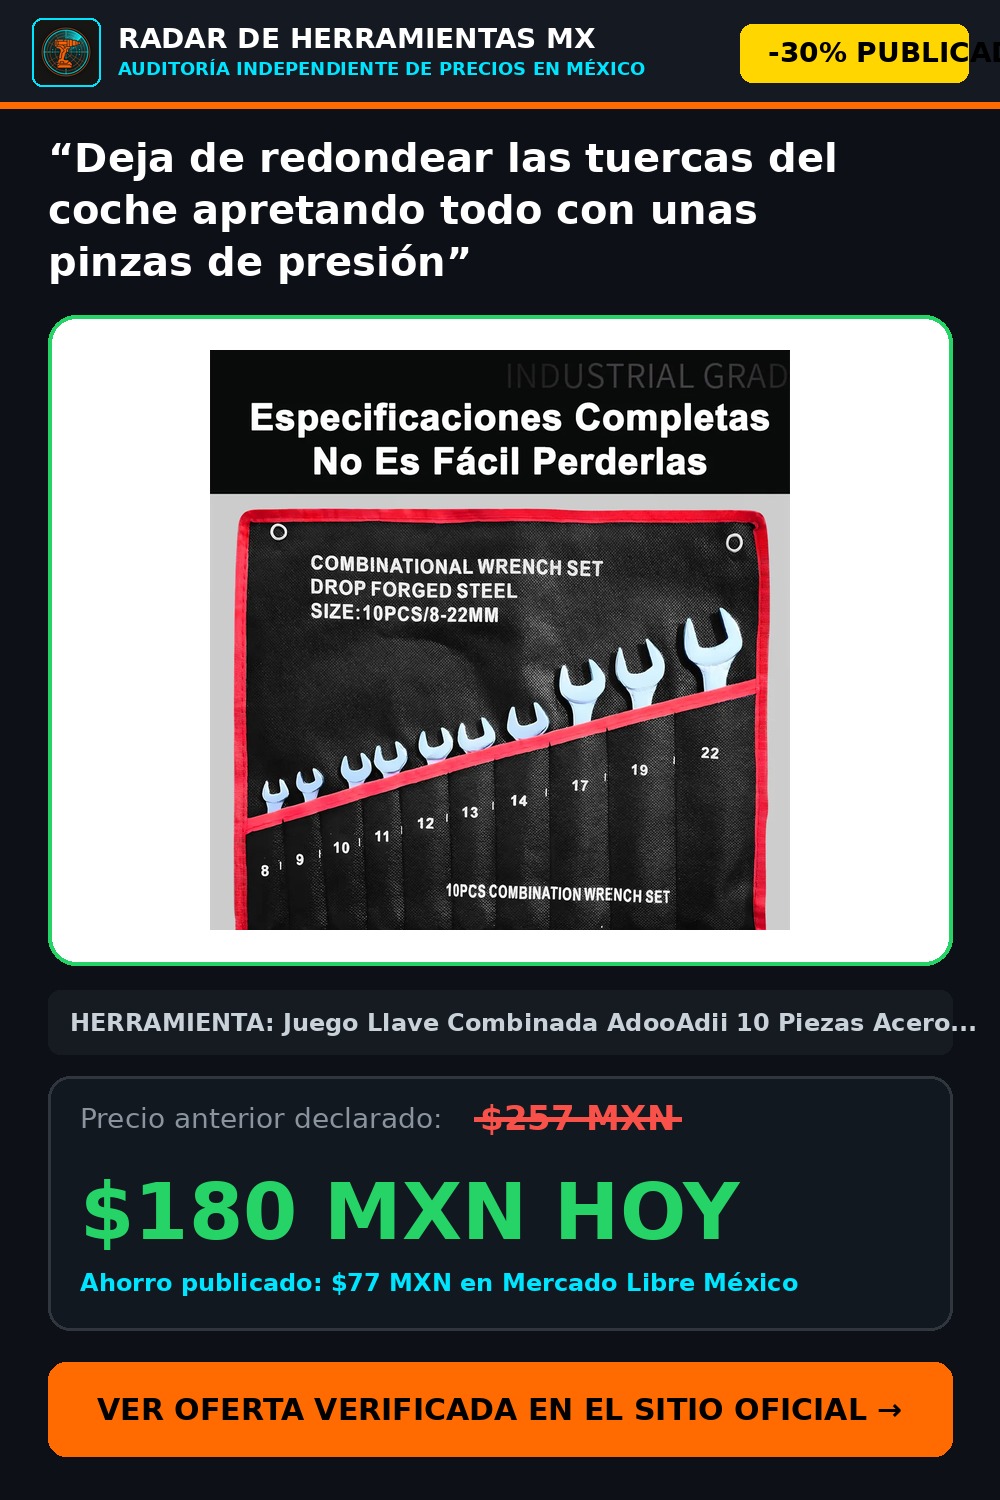 RADAR DE HERRAMIENTAS MX
AUDITORÍA INDEPENDIENTE DE PRECIOS EN MÉXICO
-30% PUBLICA
“Deja de redondear las tuercas del
coche apretando todo con unas
pinzas de presión”
INDUSTRIAL GRAD
Especificaciones Completas
No Es Fácil Perderlas
COMBINATIONAL WRENCH SET
DROP FORGED STEEL
SIZE:10PCS/8-22MM
8 9 10 11 12 13 14 17 19 22
10PCS COMBINATION WRENCH SET
HERRAMIENTA: Juego Llave Combinada AdooAdii 10 Piezas Acero...
Precio anterior declarado: $257 MXN
$180 MXN HOY
Ahorro publicado: $77 MXN en Mercado Libre México
VER OFERTA VERIFICADA EN EL SITIO OFICIAL →